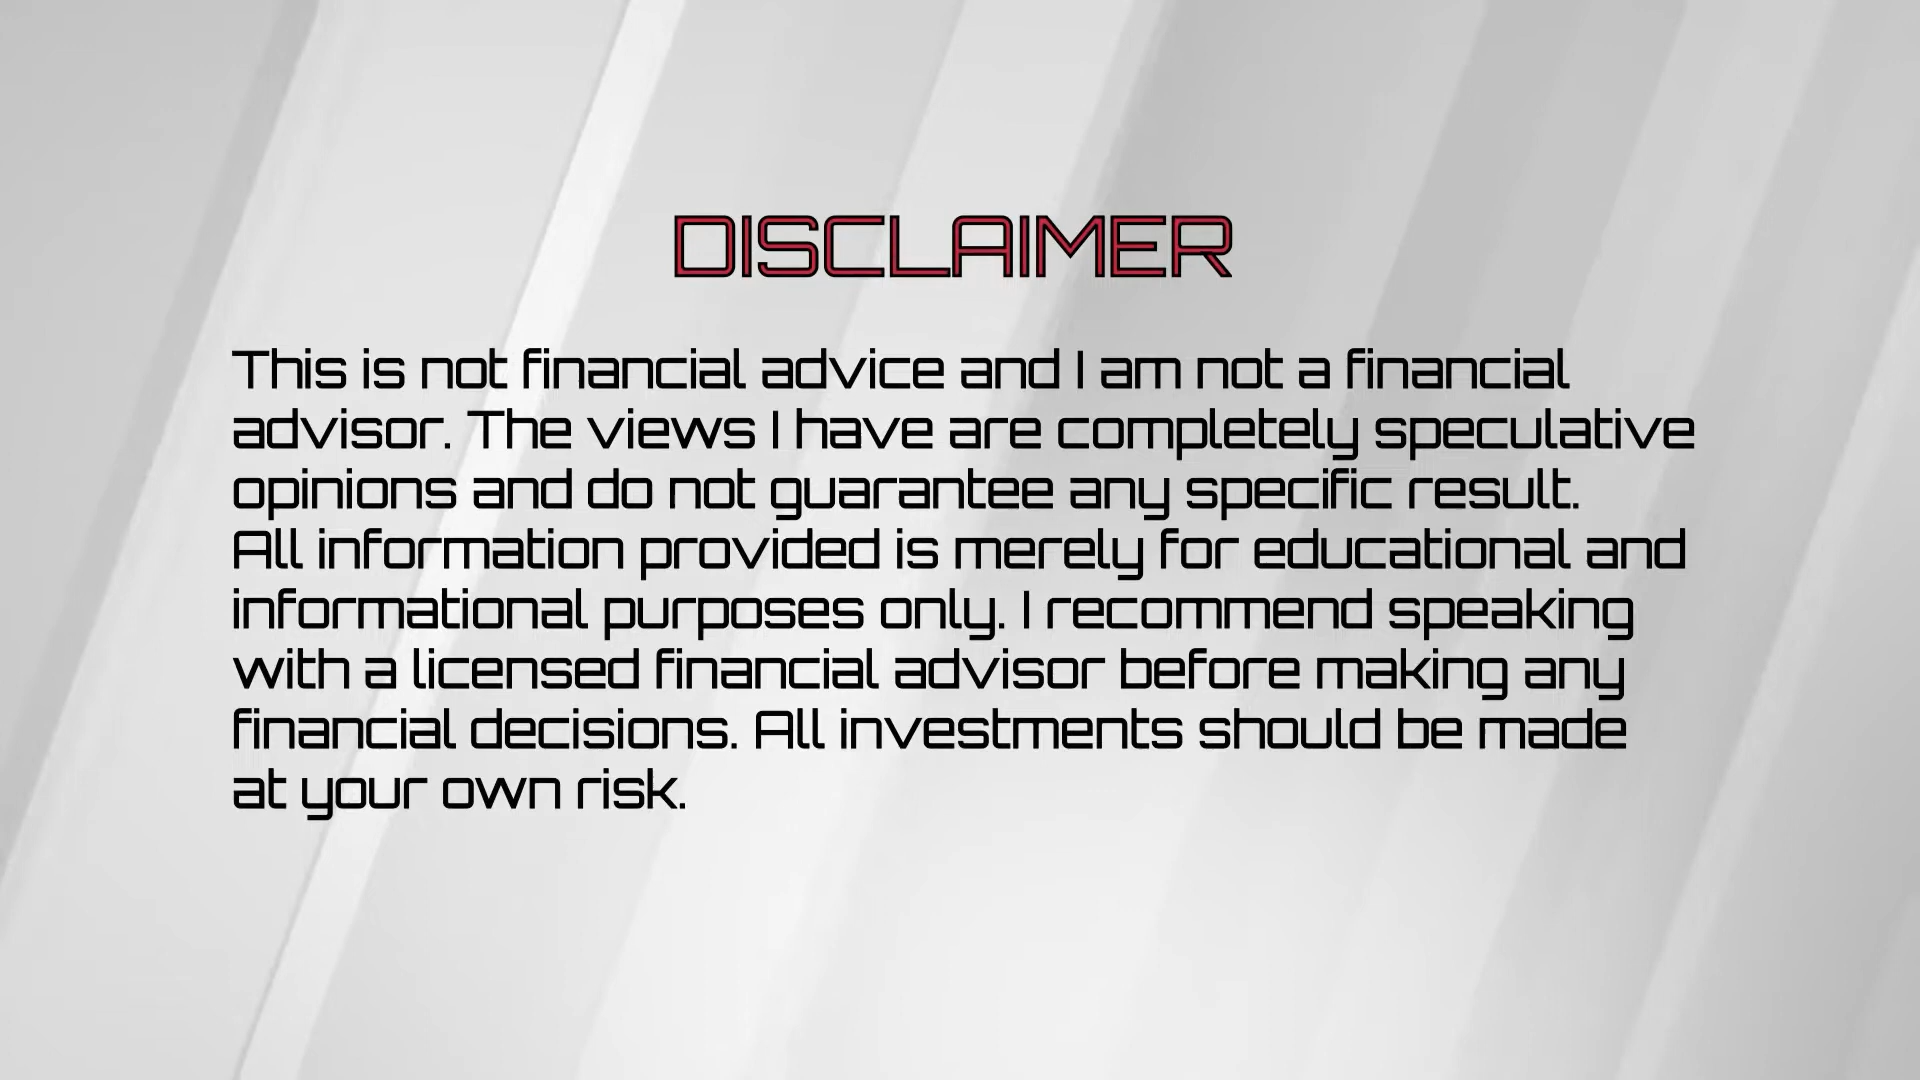 DISCLAIMER
This is not financial advice and I am not a financial
advisor. The views I have are completely speculative
opinions and do not guarantee any specific result.
All information provided is merely for educational and
informational purposes only. I recommend speaking
with a licensed financial advisor before making any
financial decisions. All investments should be made
at your own risk.